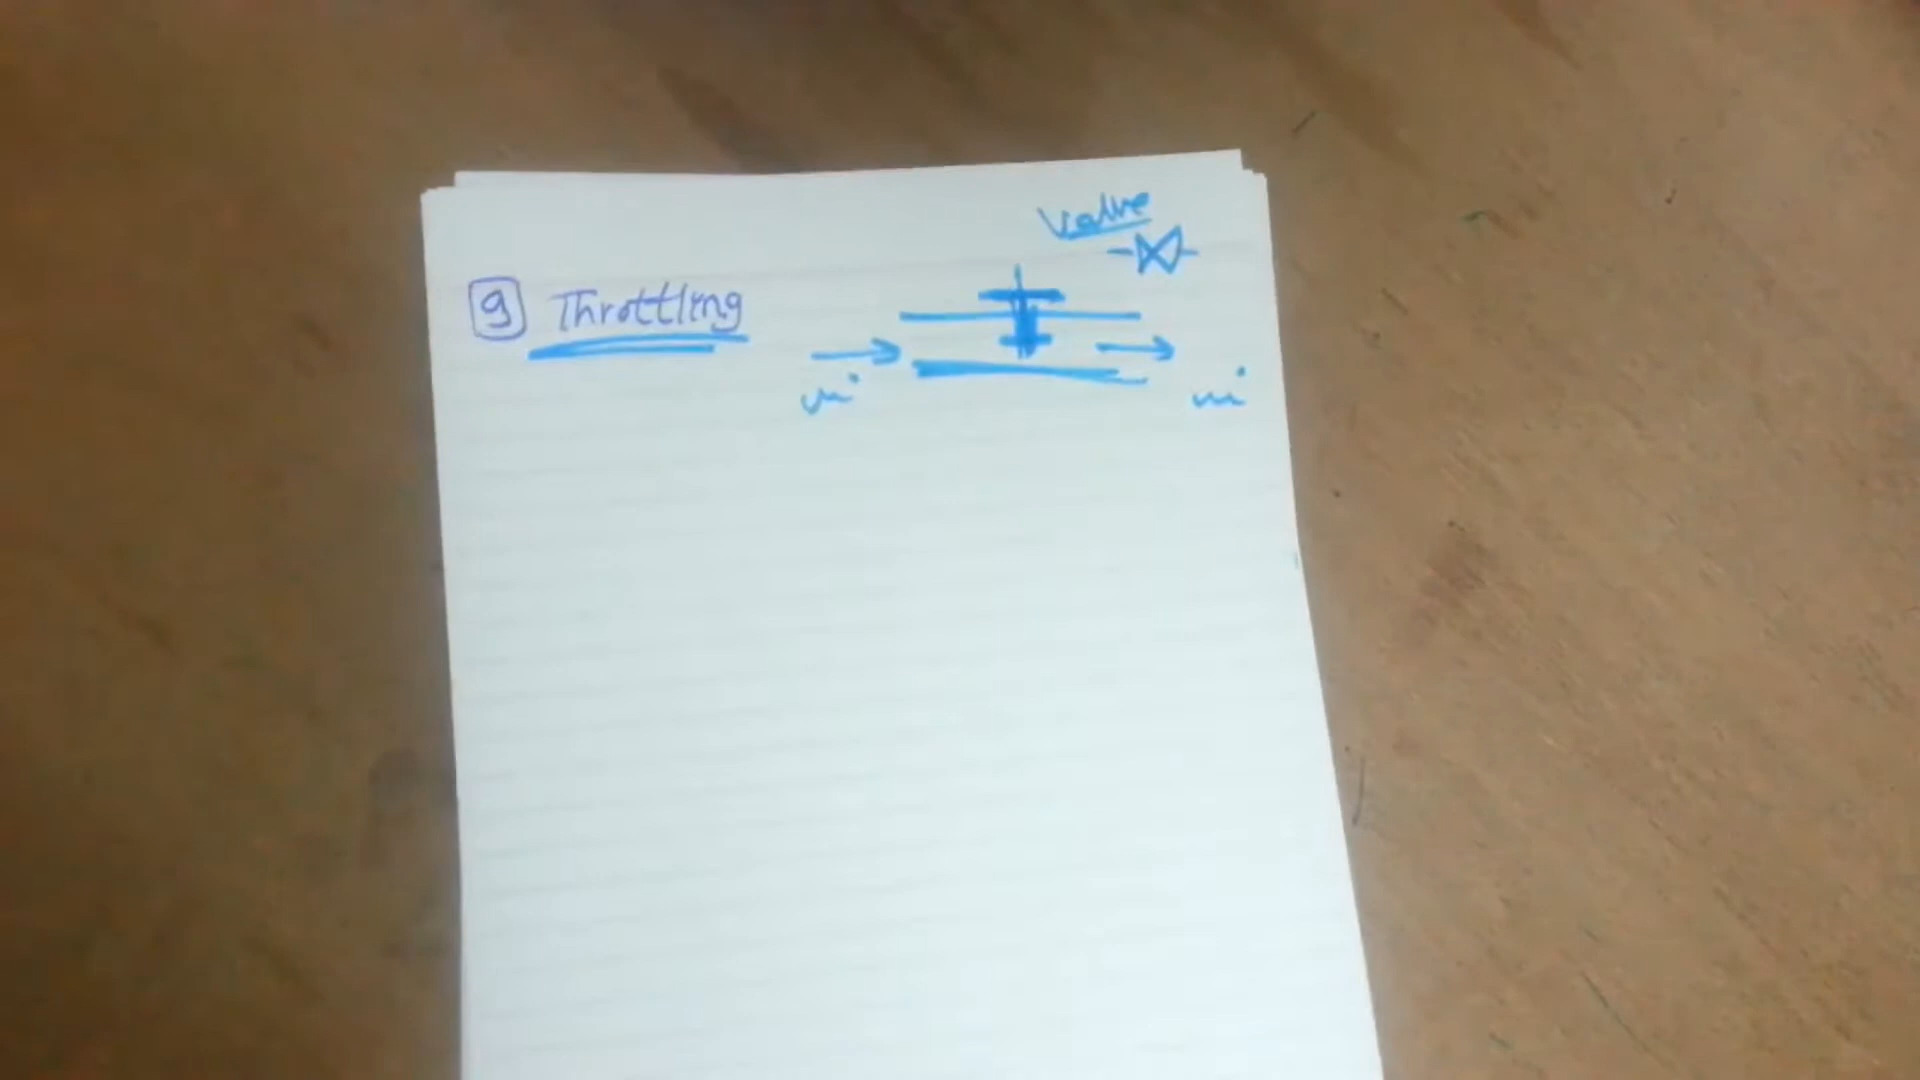 Valve
9 Throttling
ṁ ṁ